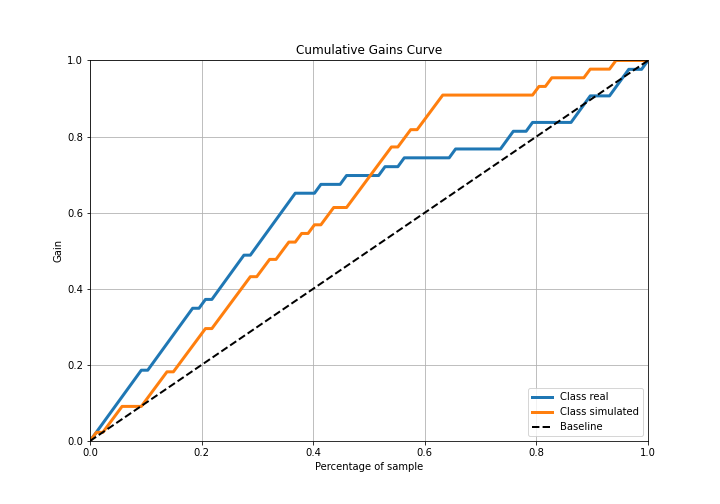 Cumulative Gains Curve
1.0
0.8
0.6
0.4
0.2
0.0
Gain
0.0 0.2 0.4 0.6 0.8 1.0
Percentage of sample
Class real
Class simulated
Baseline